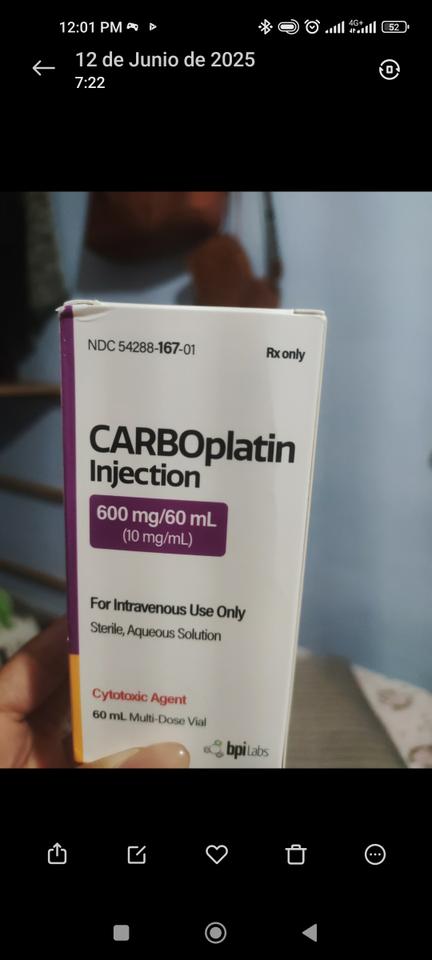 12:01 PM
4G+
52
12 de Junio de 2025
7:22
NDC 54288-167-01
Rx only
CARBOplatin
Injection
600 mg/60 mL
(10 mg/mL)
For Intravenous Use Only
Sterile, Aqueous Solution
Cytotoxic Agent
60 mL Multi-Dose Vial
bpi Labs